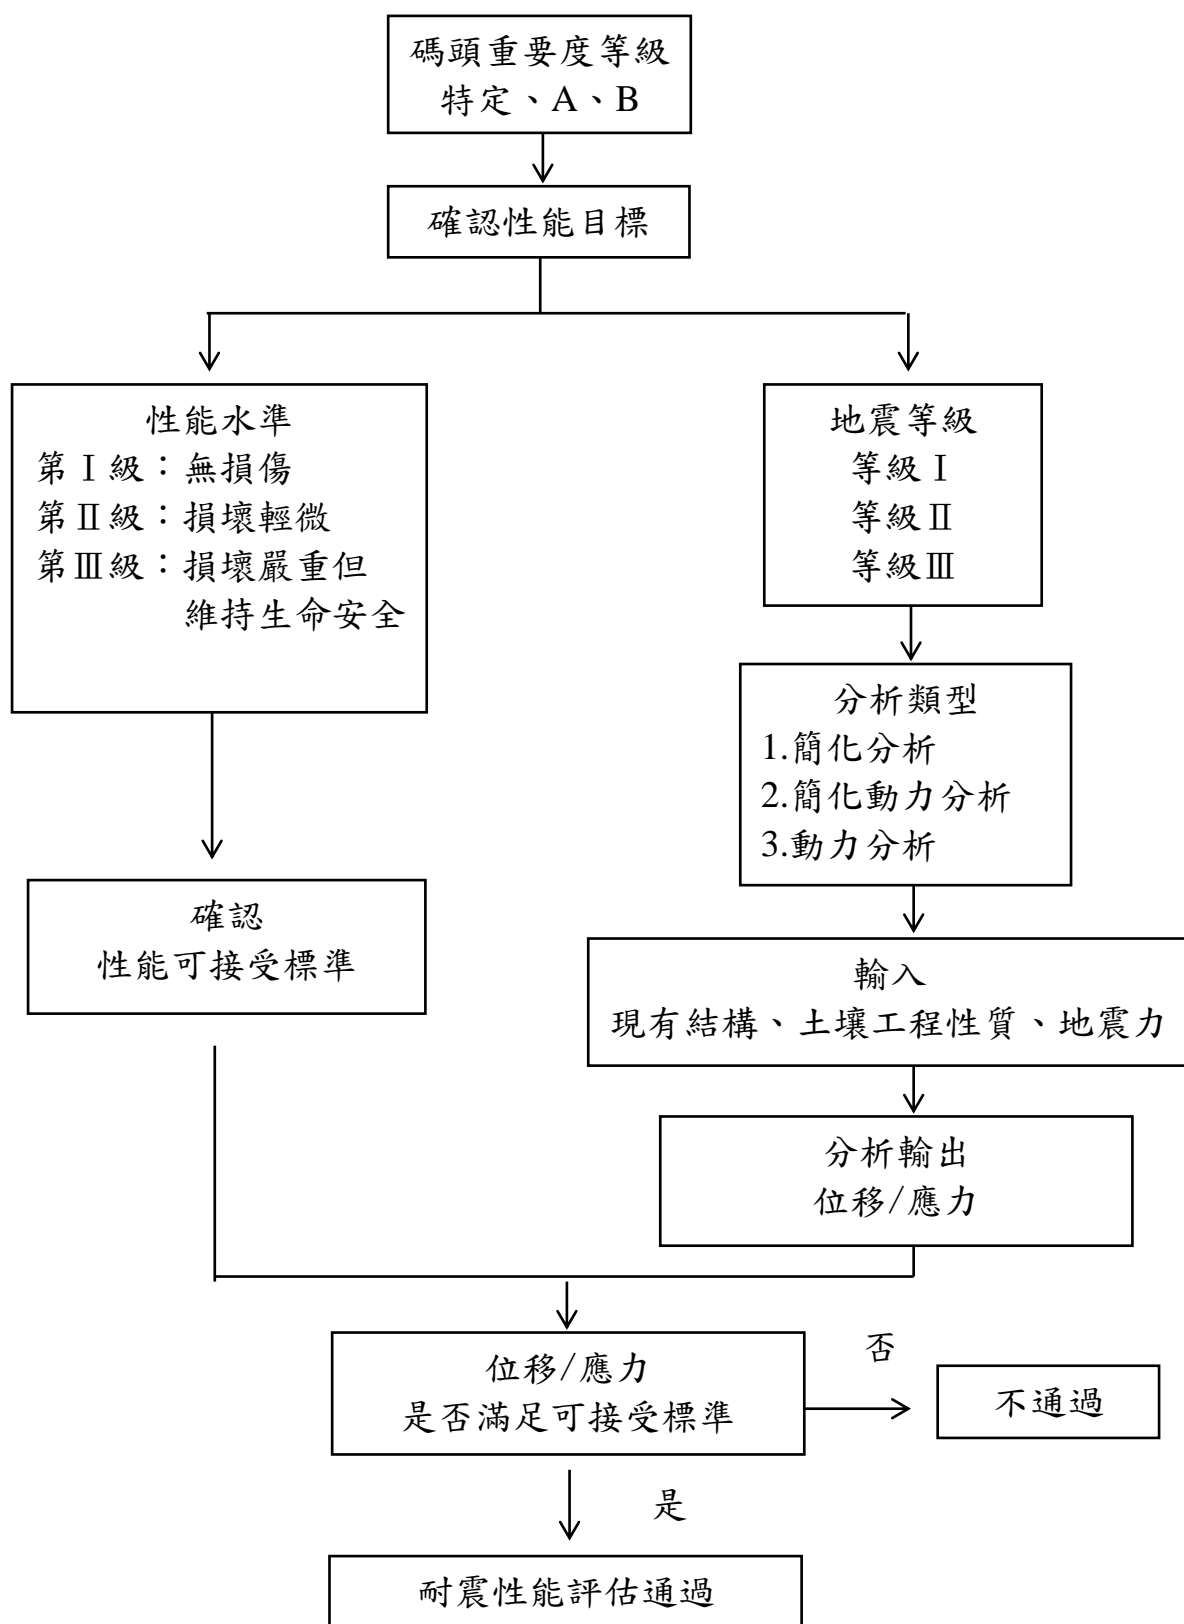 碼頭重要度等級
特定、A、B
確認性能目標
性能水準
第Ⅰ級：無損傷
第Ⅱ級：損壞輕微
第Ⅲ級：損壞嚴重但
維持生命安全
地震等級
等級Ⅰ
等級Ⅱ
等級Ⅲ
分析類型
1.簡化分析
2.簡化動力分析
3.動力分析
確認
性能可接受標準
輸入
現有結構、土壤工程性質、地震力
分析輸出
位移/應力
位移/應力
是否滿足可接受標準
否
不通過
是
耐震性能評估通過